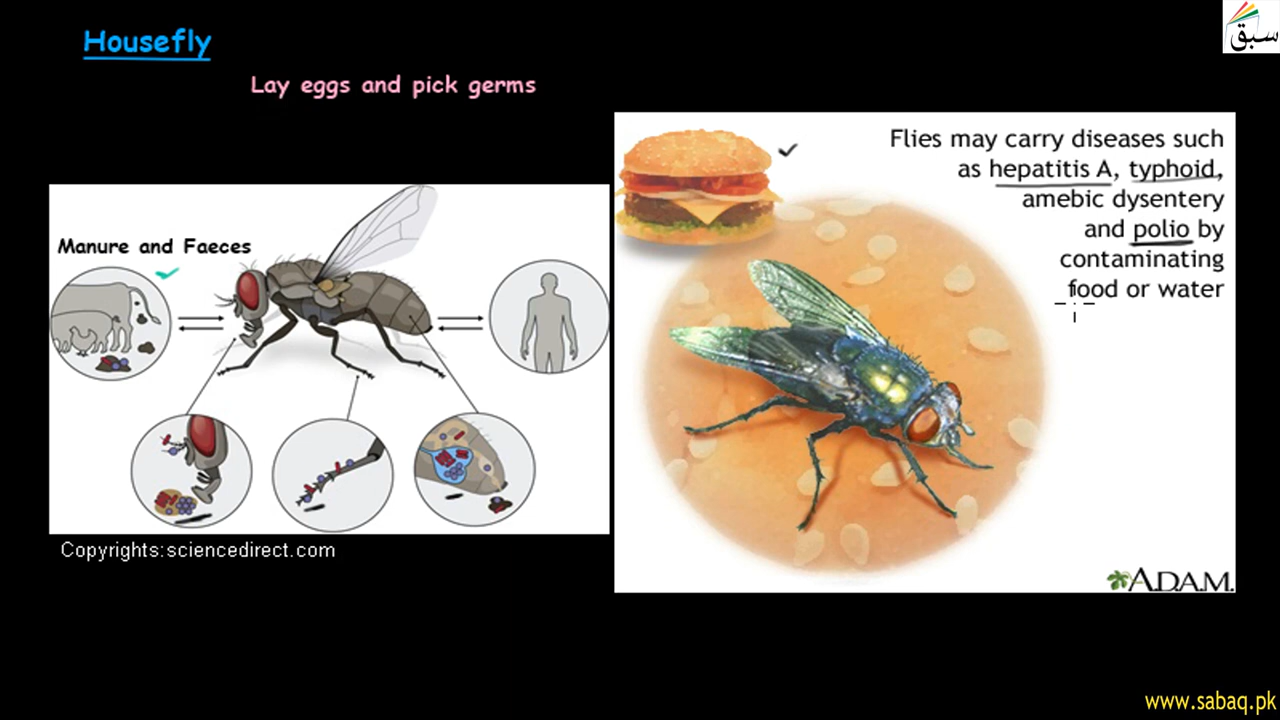 Housefly
سبق
Lay eggs and pick germs
Manure and Faeces
Copyrights:sciencedirect.com
Flies may carry diseases such
as hepatitis A, typhoid,
amebic dysentery
and polio by
contaminating
food or water
A.D.A.M.
www.sabaq.pk